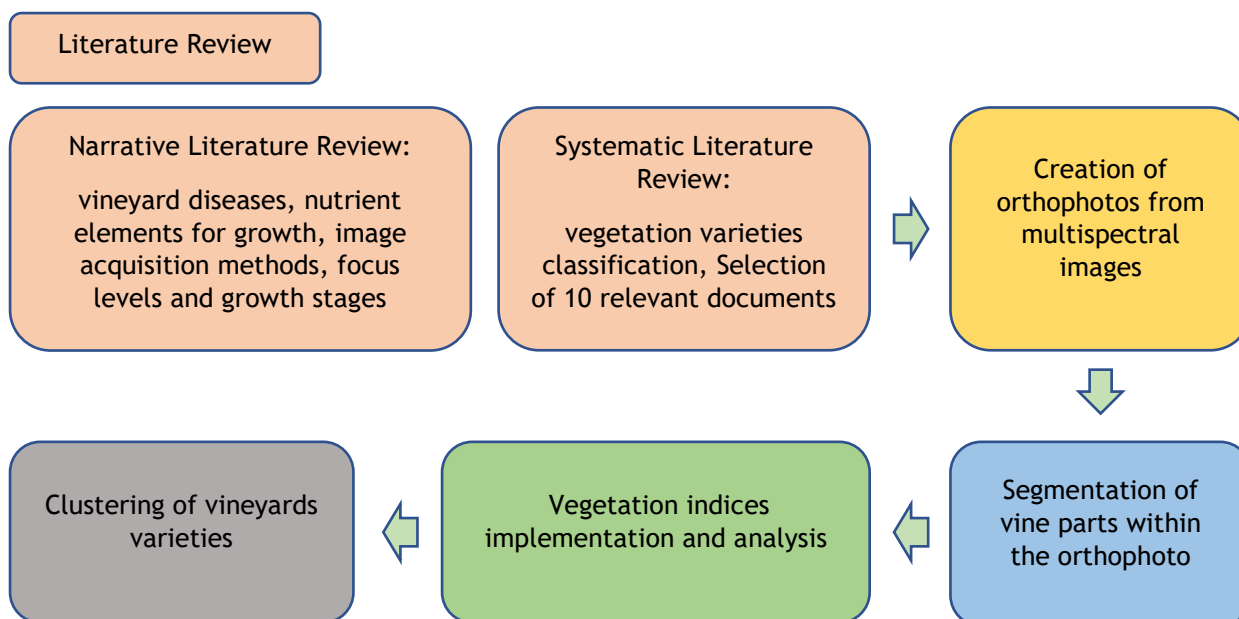 Literature Review
Narrative Literature Review:
vineyard diseases, nutrient
elements for growth, image
acquisition methods, focus
levels and growth stages
Systematic Literature
Review:
vegetation varieties
classification, Selection
of 10 relevant documents
Creation of
orthophotos from
multispectral
images
Segmentation of
vine parts within
the orthophoto
Vegetation indices
implementation and analysis
Clustering of vineyards
varieties